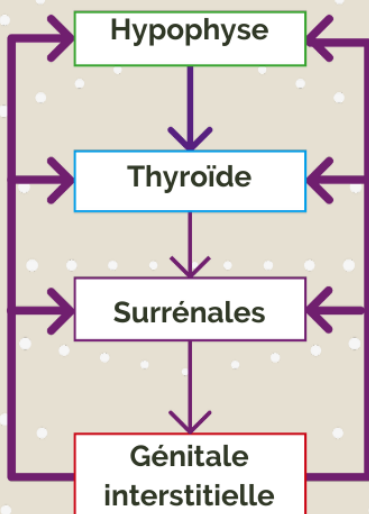 Hypophyse
Thyroïde
Surrénales
Génitale
interstitielle